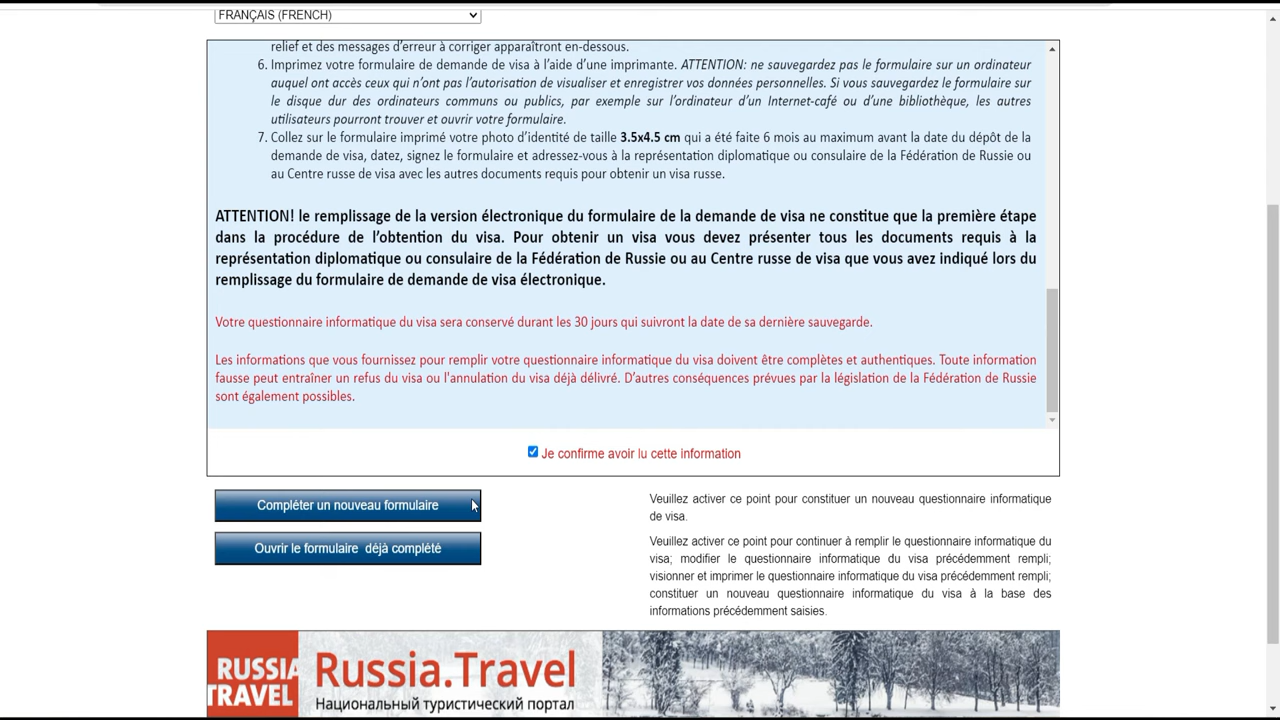 FRANÇAIS (FRENCH)
relief et des messages d’erreur à corriger apparaîtront en-dessous.
6. Imprimez votre formulaire de demande de visa à l’aide d’une imprimante. ATTENTION: ne sauvegardez pas le formulaire sur un ordinateur
auquel ont accès ceux qui n’ont pas l’autorisation de visualiser et enregistrer vos données personnelles. Si vous sauvegardez le formulaire sur
le disque dur des ordinateurs communs ou publics, par exemple sur l’ordinateur d’un Internet-café ou d’une bibliothèque, les autres
utilisateurs pourront trouver et ouvrir votre formulaire.
7. Collez sur le formulaire imprimé votre photo d’identité de taille 3.5x4.5 cm qui a été faite 6 mois au maximum avant la date du dépôt de la
demande de visa, datez, signez le formulaire et adressez-vous à la représentation diplomatique ou consulaire de la Fédération de Russie ou
au Centre russe de visa avec les autres documents requis pour obtenir un visa russe.
ATTENTION! le remplissage de la version électronique du formulaire de la demande de visa ne constitue que la première étape
dans la procédure de l’obtention du visa. Pour obtenir un visa vous devez présenter tous les documents requis à la
représentation diplomatique ou consulaire de la Fédération de Russie ou au Centre russe de visa que vous avez indiqué lors du
remplissage du formulaire de demande de visa électronique.
Votre questionnaire informatique du visa sera conservé durant les 30 jours qui suivront la date de sa dernière sauvegarde.
Les informations que vous fournissez pour remplir votre questionnaire informatique du visa doivent être complètes et authentiques. Toute information
fausse peut entraîner un refus du visa ou l'annulation du visa déjà délivré. D’autres conséquences prévues par la législation de la Fédération de Russie
sont également possibles.
Je confirme avoir lu cette information
Compléter un nouveau formulaire
Veuillez activer ce point pour constituer un nouveau questionnaire informatique
de visa.
Ouvrir le formulaire déjà complété
Veuillez activer ce point pour continuer à remplir le questionnaire informatique du
visa; modifier le questionnaire informatique du visa précédemment rempli;
visionner et imprimer le questionnaire informatique du visa précédemment rempli;
constituer un nouveau questionnaire informatique du visa à la base des
informations précédemment saisies.
RUSSIA
TRAVEL
Russia.Travel
Национальный туристический портал